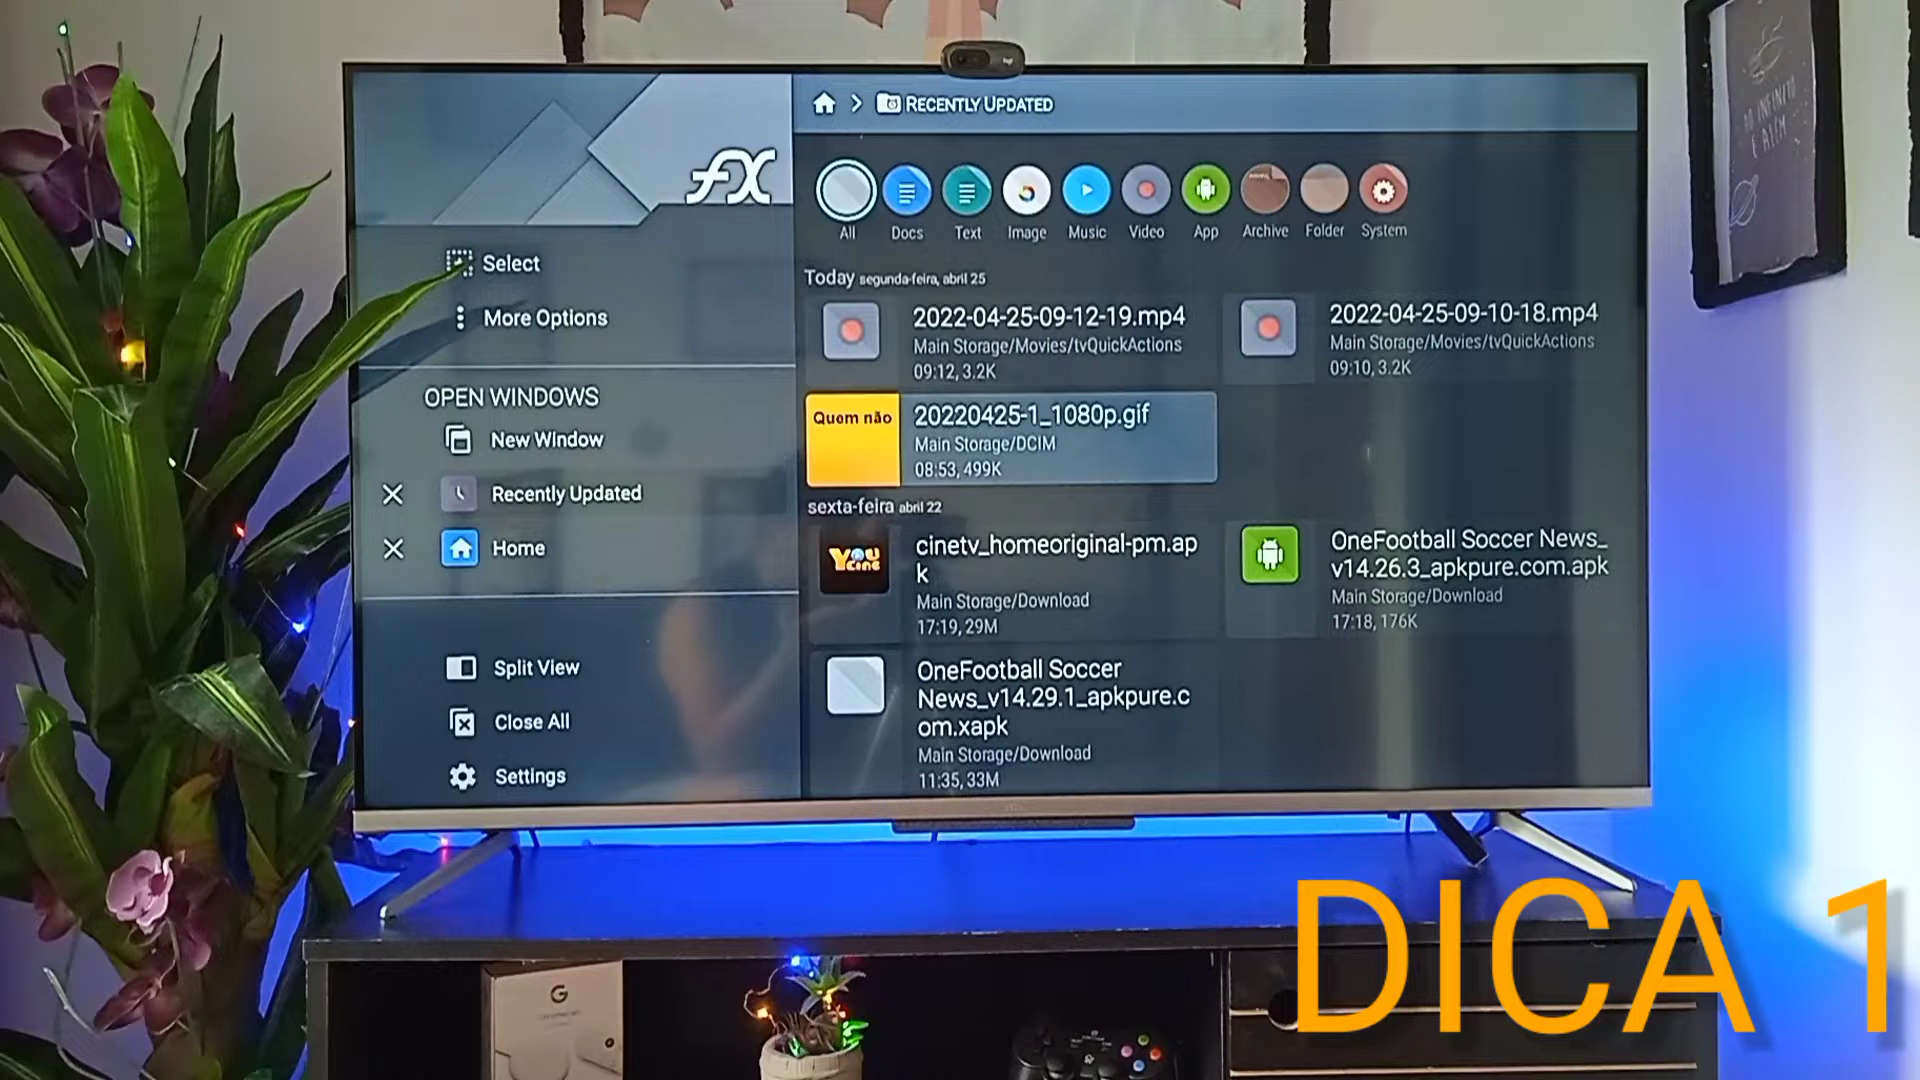 fX
Select
More Options
OPEN WINDOWS
New Window
Recently Updated
Home
Split View
Close All
Settings
RECENTLY UPDATED
All
Docs
Text
Image
Music
Video
App
Archive
Folder
System
Today segunda-feira, abril 25
2022-04-25-09-12-19.mp4
Main Storage/Movies/tvQuickActions
09:12, 3.2K
2022-04-25-09-10-18.mp4
Main Storage/Movies/tvQuickActions
09:10, 3.2K
Quem não
20220425-1_1080p.gif
Main Storage/DCIM
08:53, 499K
sexta-feira abril 22
YOU
Cine
cinetv_homeoriginal-pm.ap
k
Main Storage/Download
17:19, 29M
OneFootball Soccer News_
v14.26.3_apkpure.com.apk
Main Storage/Download
17:18, 176K
OneFootball Soccer
News_v14.29.1_apkpure.c
om.xapk
Main Storage/Download
11:35, 33M
AO INFINITO
E ALÉM
G
DICA 1